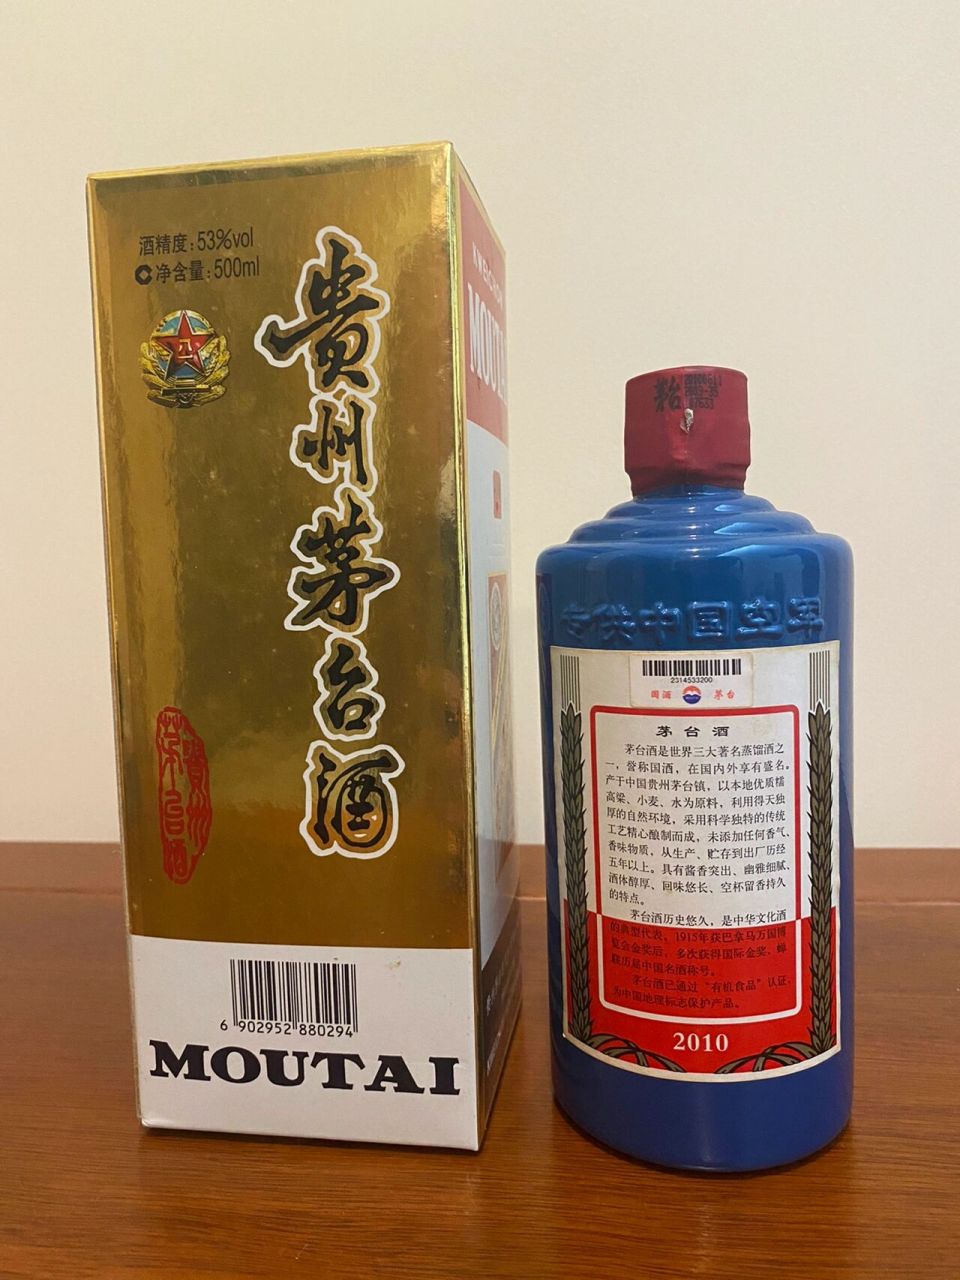 酒精度:53%vol
净含量:500ml
八一
贵州茅台酒
貴州
茅台酒
6 902952 880294
MOUTAI
KWEICHOW
MOUTAI
茅台
专供中国空军
2314533200
国酒 茅台
茅台酒
茅台酒是世界三大著名蒸馏酒之
一，誉称国酒，在国内外享有盛名。
产于中国贵州茅台镇，以本地优质糯
高粱、小麦、水为原料，利用得天独
厚的自然环境，采用科学独特的传统
工艺精心酿制而成，未添加任何香气、
香味物质，从生产、贮存到出厂历经
五年以上。具有酱香突出、幽雅细腻、
酒体醇厚、回味悠长、空杯留香持久
的特点。
茅台酒历史悠久，是中华文化酒
的典型代表，1915年获巴拿马万国博
览会金奖后，多次获得国际金奖，蝉
联历届中国名酒称号。
茅台酒已通过“有机食品”认证，
为中国地理标志保护产品。
2010